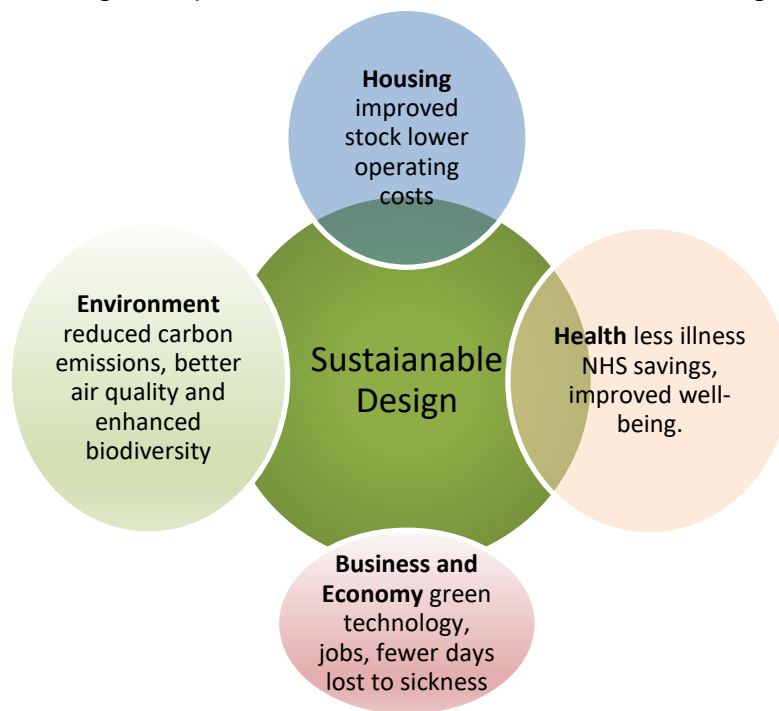 Housing
improved
stock lower
operating
costs
Environment
reduced carbon
emissions, better
air quality and
enhanced
biodiversity
Sustaianable
Design
Health less illness
NHS savings,
improved well-
being.
Business and
Economy green
technology,
jobs, fewer days
lost to sickness